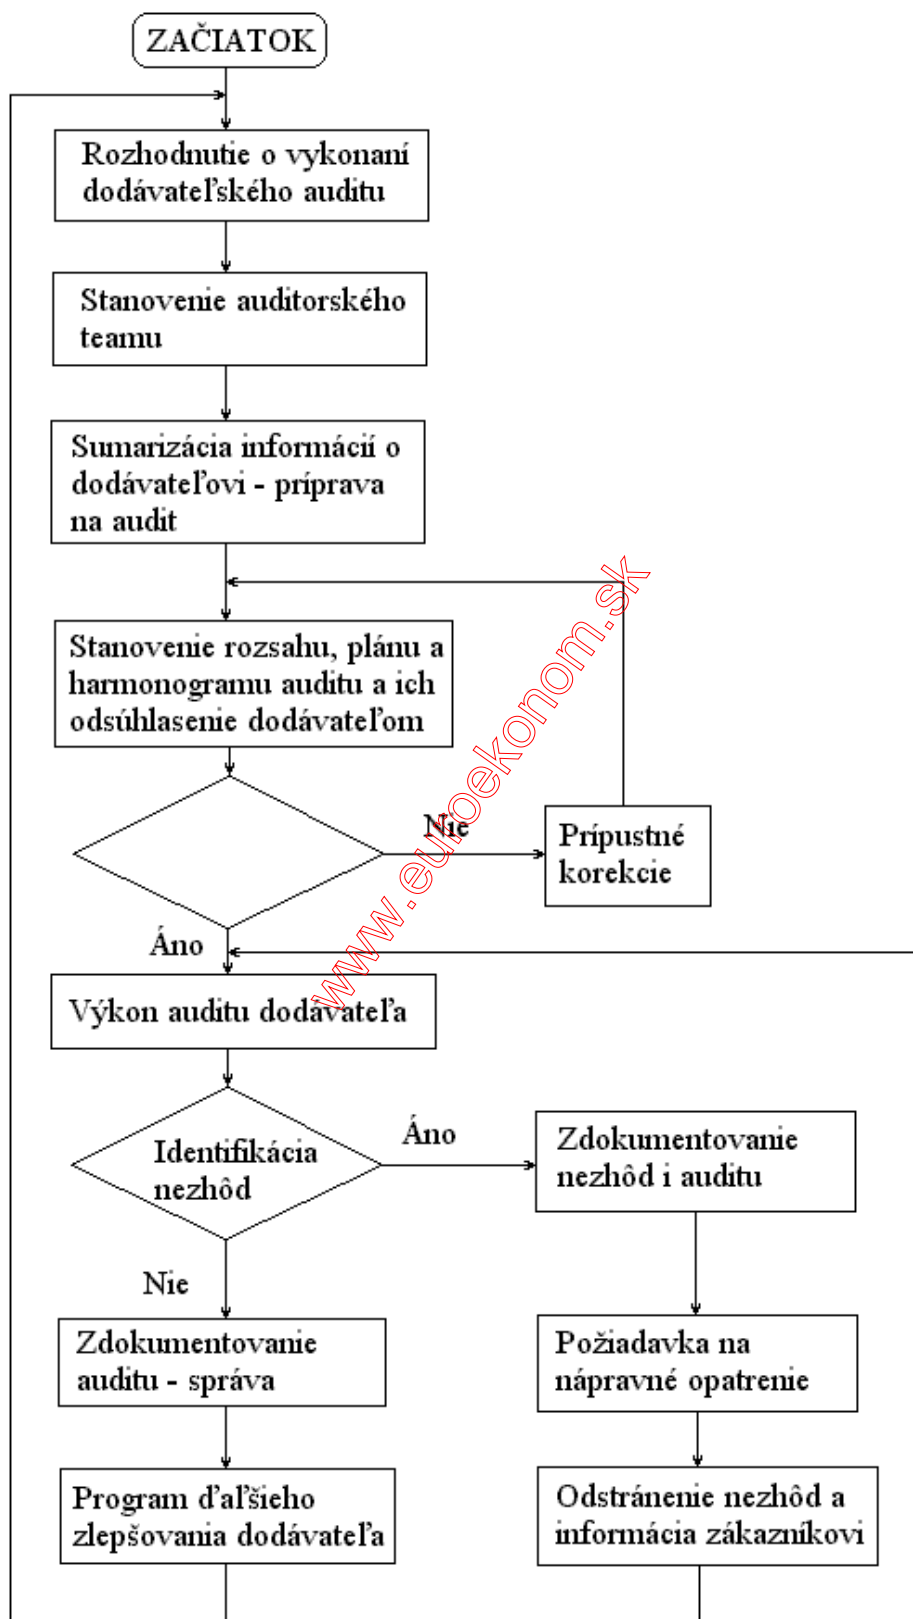 ZAČIATOK
Rozhodnutie o vykonaní
dodávateľského auditu
Stanovenie auditorského
teamu
Sumarizácia informácií o
dodávateľovi - príprava
na audit
Stanovenie rozsahu, plánu a
harmonogramu auditu a ich
odsúhlasenie dodávateľom
Nie
Prípustné
korekcie
Áno
Výkon auditu dodávateľa
Identifikácia
nezhôd
Áno
Zdokumentovanie
nezhôd i auditu
Nie
Zdokumentovanie
auditu - správa
Požiadavka na
nápravné opatrenie
Program ďaľšieho
zlepšovania dodávateľa
Odstránenie nezhôd a
informácia zákazníkovi
www.euroekonom.sk